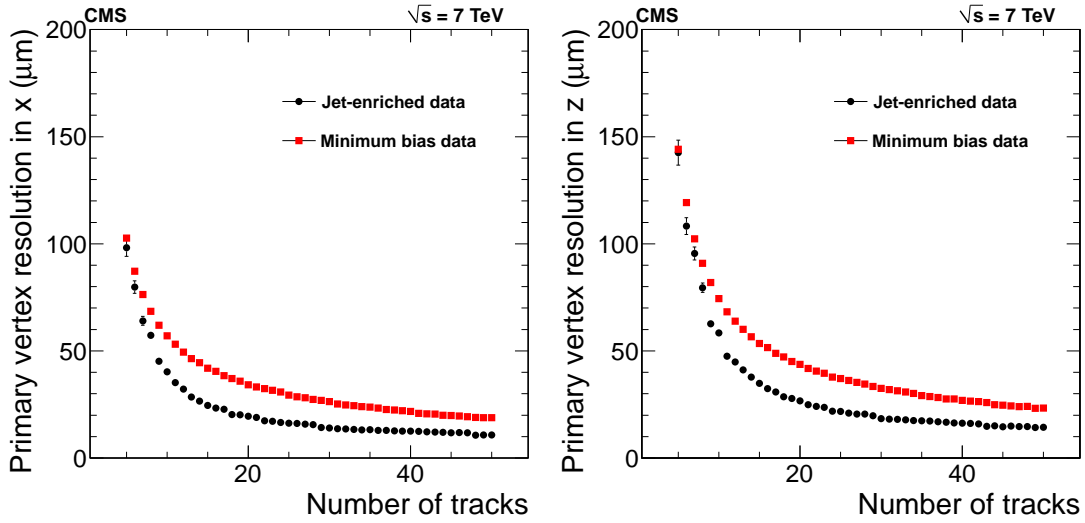 CMS √s = 7 TeV
Primary vertex resolution in x (μm)
200
150
100
50
0
Jet-enriched data
Minimum bias data
20 40
Number of tracks
CMS √s = 7 TeV
Primary vertex resolution in z (μm)
200
150
100
50
0
Jet-enriched data
Minimum bias data
20 40
Number of tracks